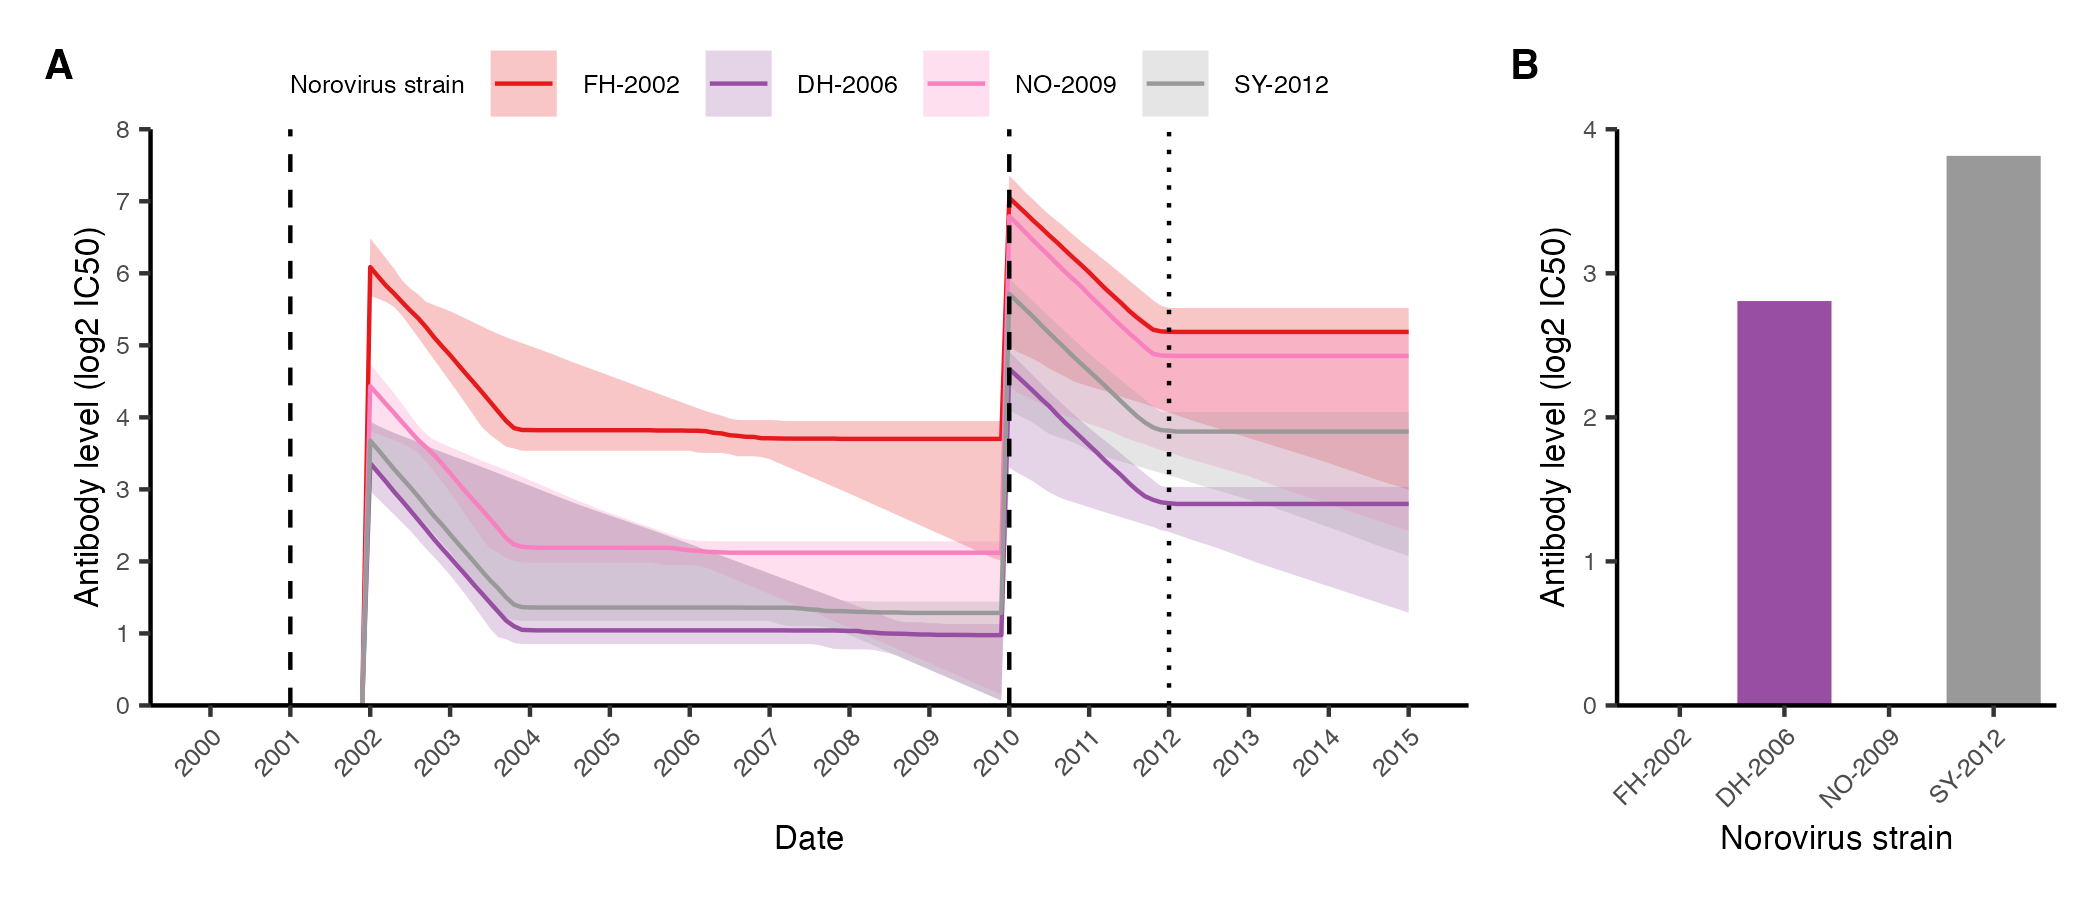 A
Norovirus strain FH-2002 DH-2006 NO-2009 SY-2012
Antibody level (log2 IC50)
8
7
6
5
4
3
2
1
0
2000 2001 2002 2003 2004 2005 2006 2007 2008 2009 2010 2011 2012 2013 2014 2015
Date
B
Antibody level (log2 IC50)
4
3
2
1
0
FH-2002 DH-2006 NO-2009 SY-2012
Norovirus strain